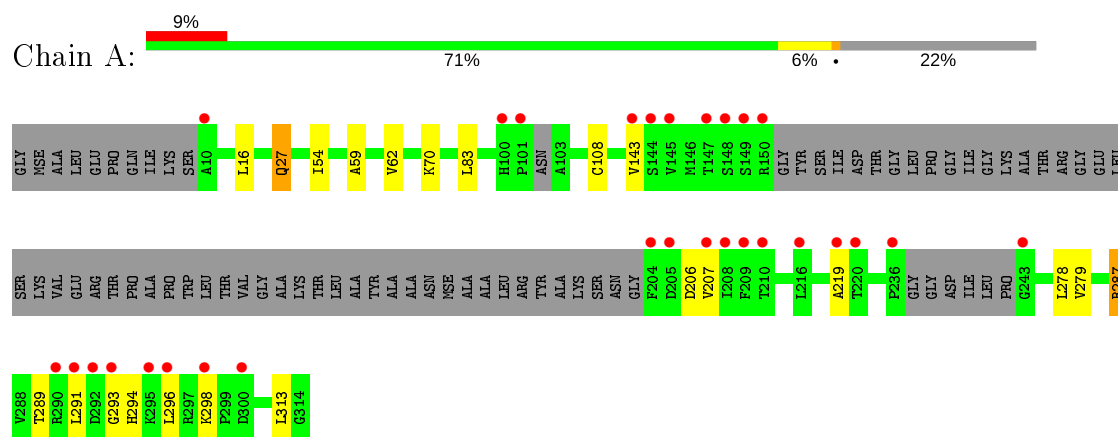 Chain A:
9%
71% 6% • 22%
GLY MSE ALA LEU GLU PRO GLN ILE LYS SER A10 L16 Q27 I54 A59 V62 K70 L83 H100 P101 ASN A103 C108 V143 S144 V145 M146 T147 S148 S149 R150 GLY TYR SER ILE ASP THR GLY LEU PRO GLY ILE GLY LYS ALA THR ARG GLY GLU LEU
SER LYS VAL GLU ARG THR PRO ALA PRO TRP LEU THR VAL GLY ALA LYS THR LEU ALA TYR ALA ALA ASN MSE ALA ALA LEU ARG TYR ALA LYS SER ASN GLY F204 D205 D206 V207 I208 F209 T210 L216 A219 T220 P236 GLY GLY ASP ILE LEU PRO G243 L278 V279 R287
V288 T289 R290 L291 D292 G293 H294 K295 L296 R297 K298 P299 D300 L313 G314